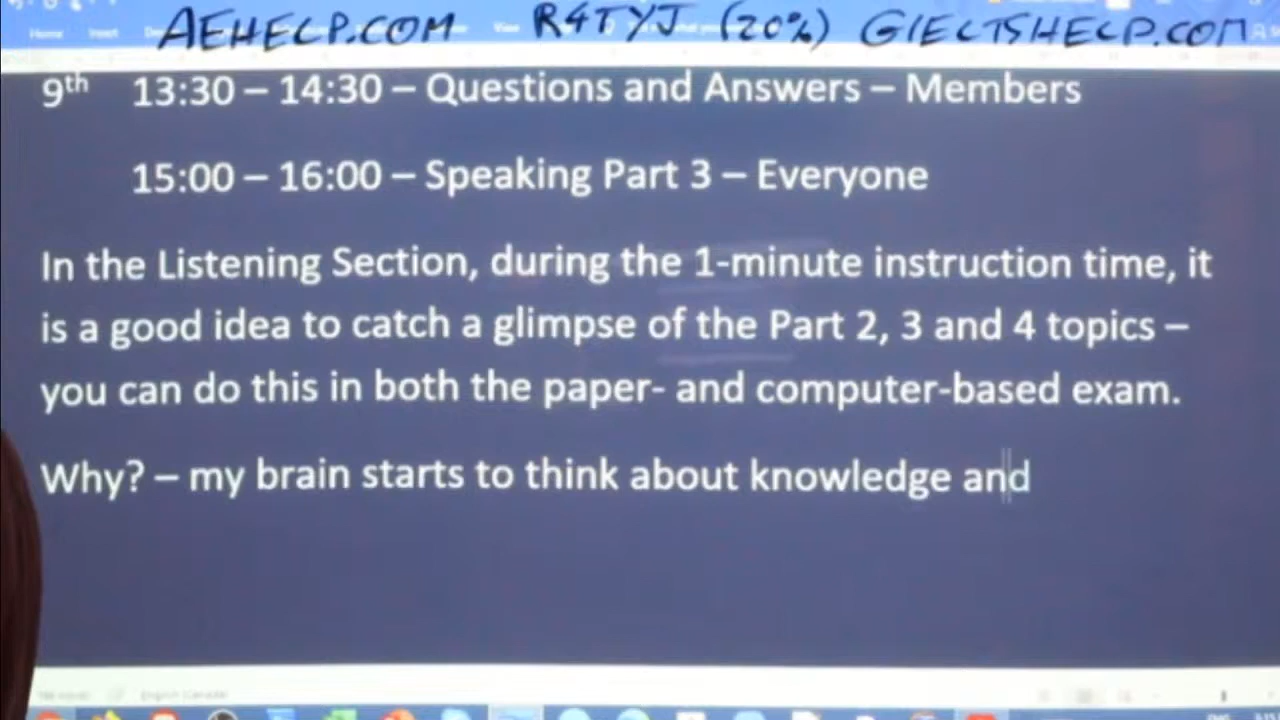 AEHELP.COM R4TYJ (20%) GIELTSHELP.COM
Home Insert View
9th 13:30 – 14:30 – Questions and Answers – Members
15:00 – 16:00 – Speaking Part 3 – Everyone
In the Listening Section, during the 1-minute instruction time, it
is a good idea to catch a glimpse of the Part 2, 3 and 4 topics –
you can do this in both the paper- and computer-based exam.
Why? – my brain starts to think about knowledge and